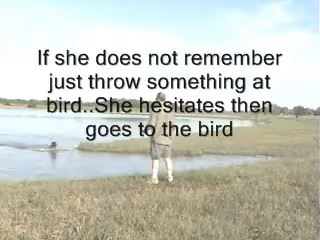 If she does not remember
just throw something at
bird..She hesitates then
goes to the bird